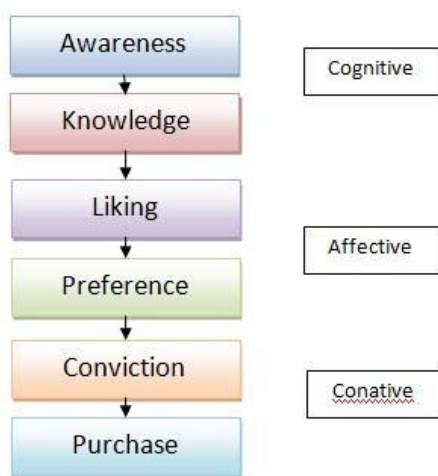 Awareness
Cognitive
Knowledge
Liking
Affective
Preference
Conviction
Conative
Purchase